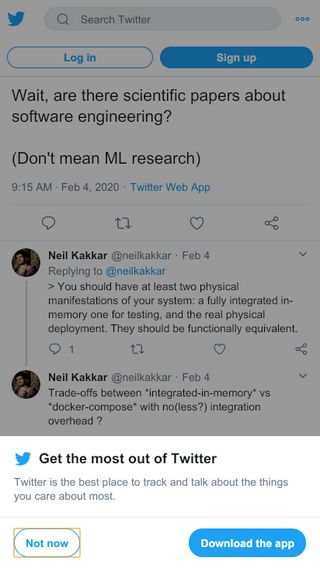 Search Twitter
Log in
Sign up
Wait, are there scientific papers about
software engineering?
(Don't mean ML research)
9:15 AM · Feb 4, 2020 · Twitter Web App
Neil Kakkar @neilkakkar · Feb 4
Replying to @neilkakkar
> You should have at least two physical
manifestations of your system: a fully integrated in-
memory one for testing, and the real physical
deployment. They should be functionally equivalent.
1
Neil Kakkar @neilkakkar · Feb 4
Trade-offs between *integrated-in-memory* vs
*docker-compose* with no(less?) integration
overhead ?
Get the most out of Twitter
Twitter is the best place to track and talk about the things
you care about most.
Not now
Download the app